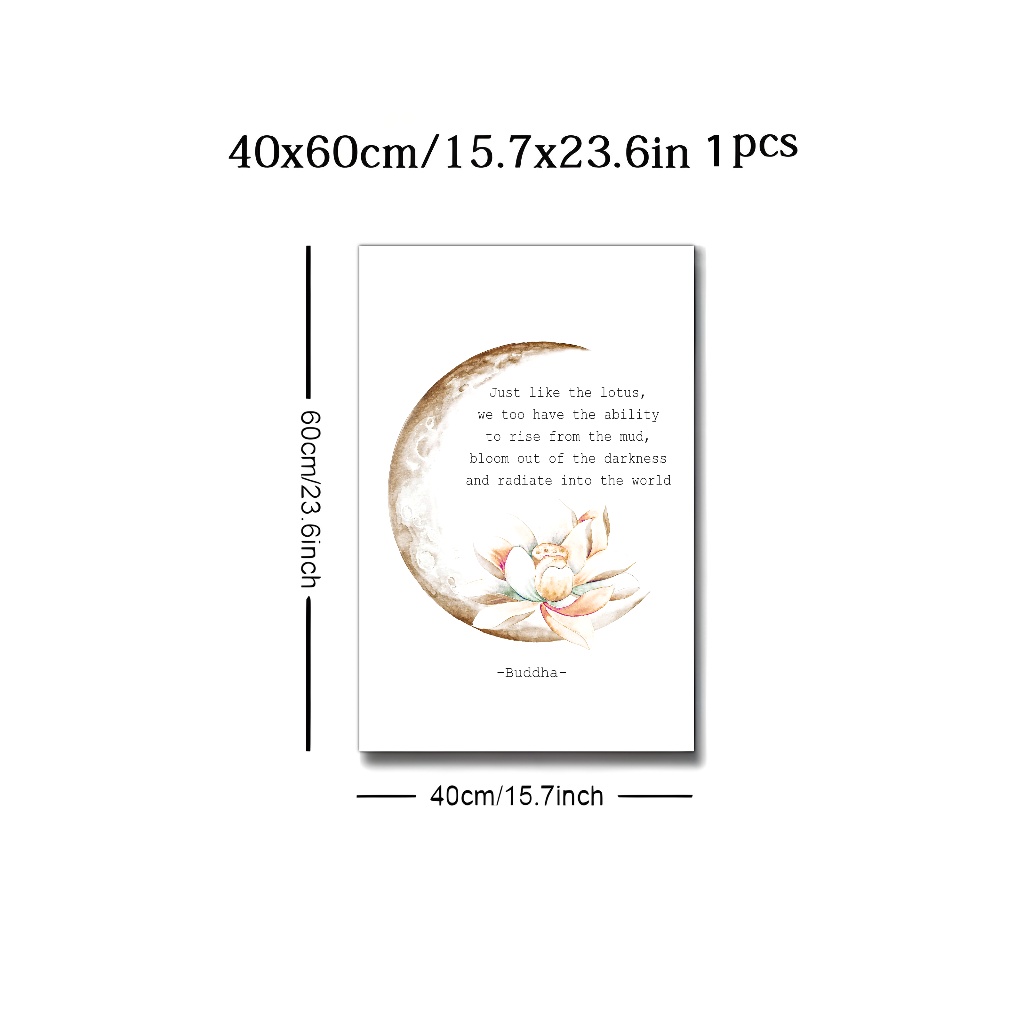 40x60cm/15.7x23.6in 1pcs
60cm/23.6inch
Just like the lotus,
we too have the ability
to rise from the mud,
bloom out of the darkness
and radiate into the world
-Buddha-
40cm/15.7inch